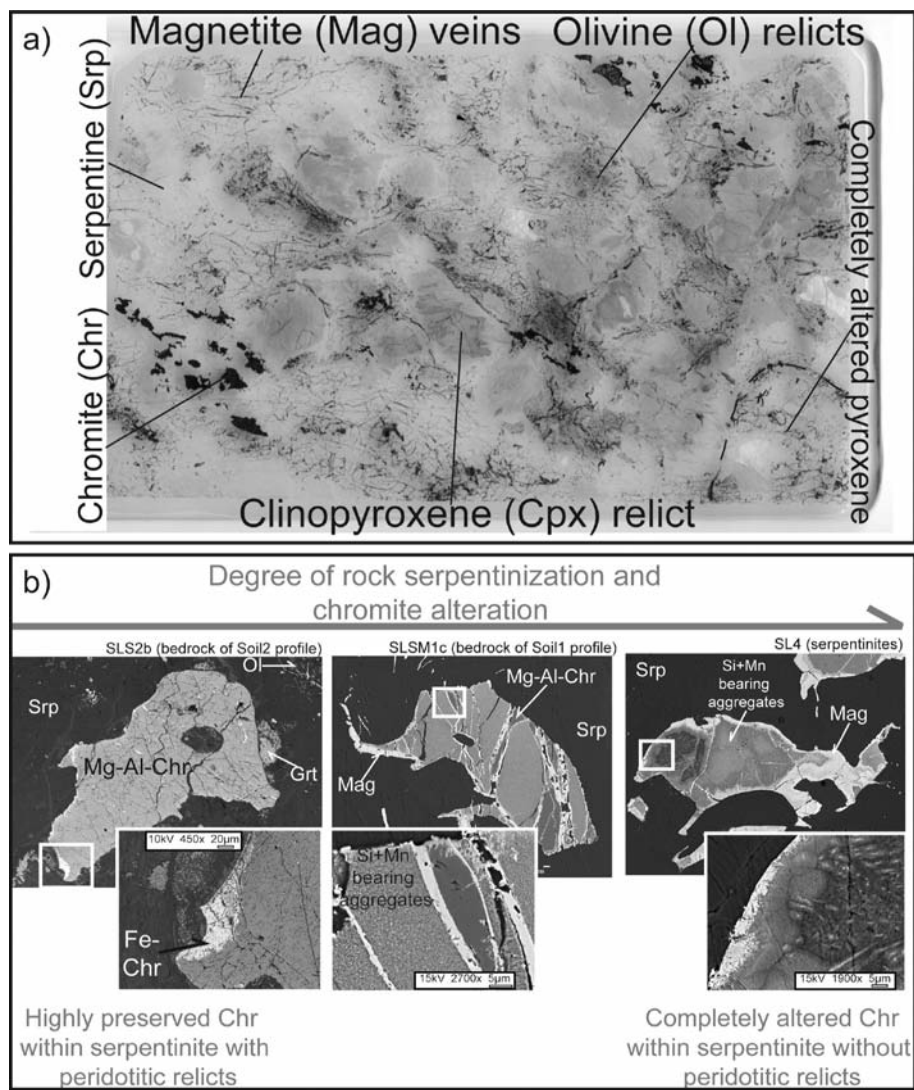 a)
Magnetite (Mag) veins
Olivine (Ol) relicts
Serpentine (Srp)
Chromite (Chr)
Completely altered pyroxene
Clinopyroxene (Cpx) relict
b)
Degree of rock serpentinization and
chromite alteration
SLS2b (bedrock of Soil2 profile)
Ol
Srp
Mg-Al-Chr
Grt
10kV 450x 20µm
Fe-
Chr
SLSM1c (bedrock of Soil1 profile)
Mg-Al-Chr
Srp
Mag
Si+Mn
bearing
aggregates
15kV 2700x 5µm
SL4 (serpentinites)
Srp
Si+Mn
bearing
aggregates
Mag
15kV 1900x 5µm
Highly preserved Chr
within serpentinite with
peridotitic relicts
Completely altered Chr
within serpentinite without
peridotitic relicts